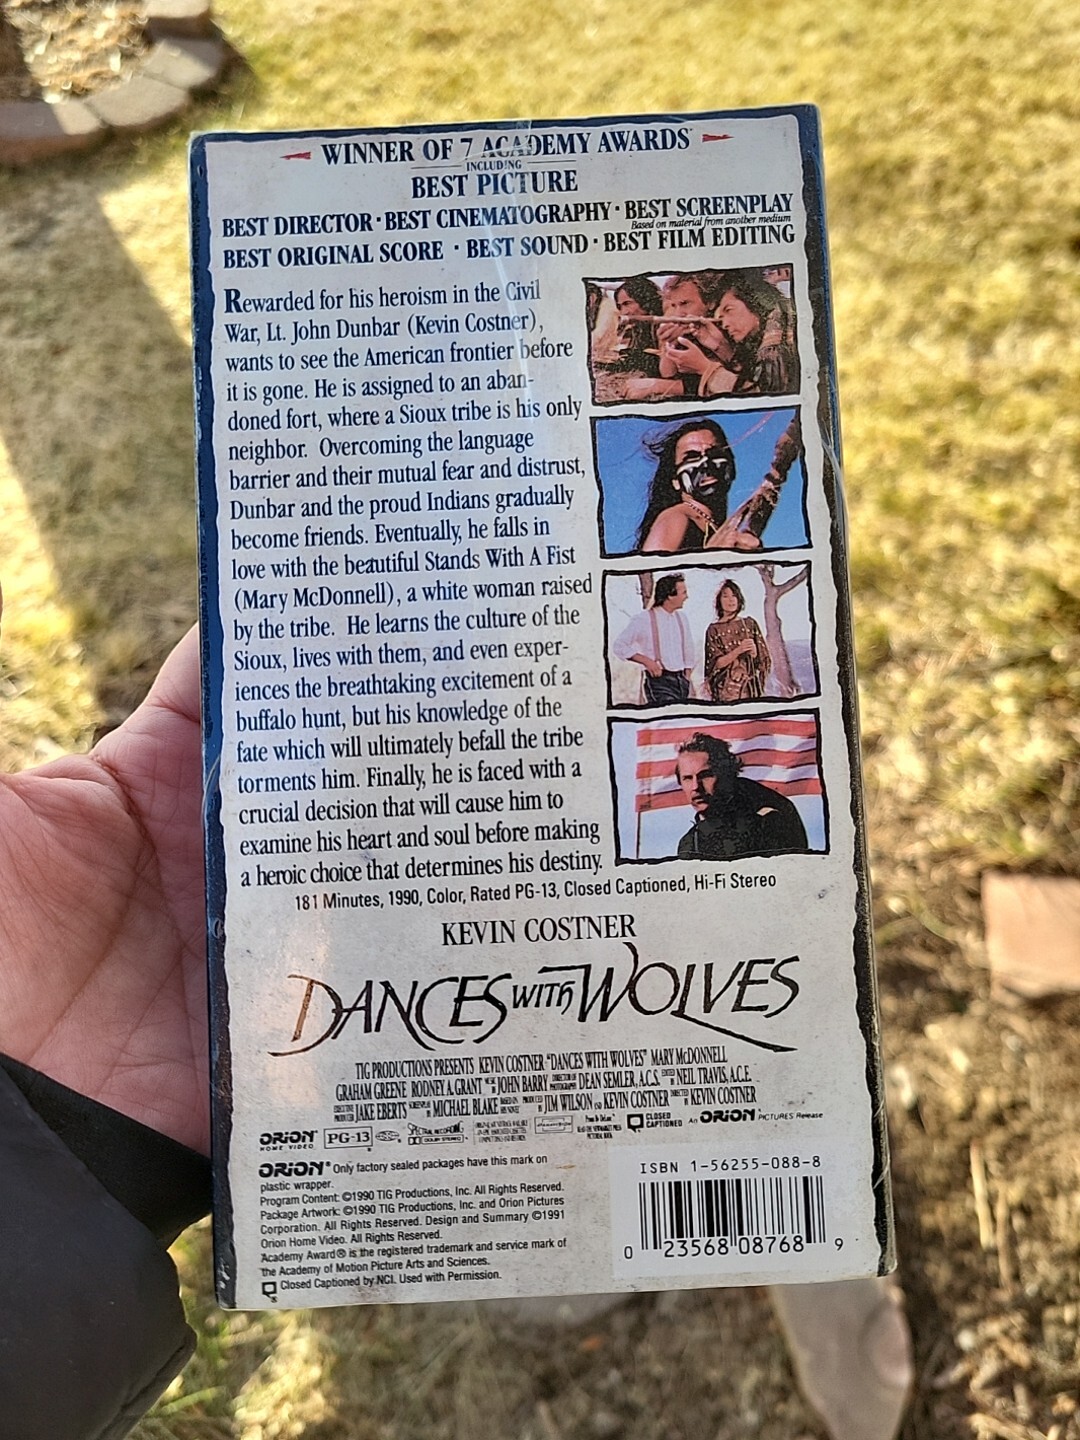 WINNER OF 7 ACADEMY AWARDS
INCLUDING
BEST PICTURE
BEST DIRECTOR · BEST CINEMATOGRAPHY · BEST SCREENPLAY
Based on material from another medium
BEST ORIGINAL SCORE · BEST SOUND · BEST FILM EDITING
Rewarded for his heroism in the Civil
War, Lt. John Dunbar (Kevin Costner),
wants to see the American frontier before
it is gone. He is assigned to an aban-
doned fort, where a Sioux tribe is his only
neighbor. Overcoming the language
barrier and their mutual fear and distrust,
Dunbar and the proud Indians gradually
become friends. Eventually, he falls in
love with the beautiful Stands With A Fist
(Mary McDonnell), a white woman raised
by the tribe. He learns the culture of the
Sioux, lives with them, and even exper-
iences the breathtaking excitement of a
buffalo hunt, but his knowledge of the
fate which will ultimately befall the tribe
torments him. Finally, he is faced with a
crucial decision that will cause him to
examine his heart and soul before making
a heroic choice that determines his destiny.
181 Minutes, 1990, Color, Rated PG-13, Closed Captioned, Hi-Fi Stereo
KEVIN COSTNER
DANCES WITH WOLVES
TIG PRODUCTIONS PRESENTS KEVIN COSTNER "DANCES WITH WOLVES" MARY McDONNELL
GRAHAM GREENE RODNEY A. GRANT JOHN BARRY DEAN SEMLER, A.C.S. NEIL TRAVIS, A.C.E.
JAKE EBERTS MICHAEL BLAKE JIM WILSON AND KEVIN COSTNER KEVIN COSTNER
ORION HOME VIDEO PG-13 SPECTRAL RECORDING DOLBY STEREO CLOSED CAPTIONED An ORION PICTURES Release
ORION® Only factory sealed packages have this mark on
plastic wrapper.
Program Content: ©1990 TIG Productions, Inc. All Rights Reserved.
Package Artwork: ©1990 TIG Productions, Inc. and Orion Pictures
Corporation. All Rights Reserved. Design and Summary ©1991
Orion Home Video. All Rights Reserved.
Academy Award® is the registered trademark and service mark of
the Academy of Motion Picture Arts and Sciences.
Closed Captioned by NCI. Used with Permission.
ISBN 1-56255-088-8
0 23568 08768 9